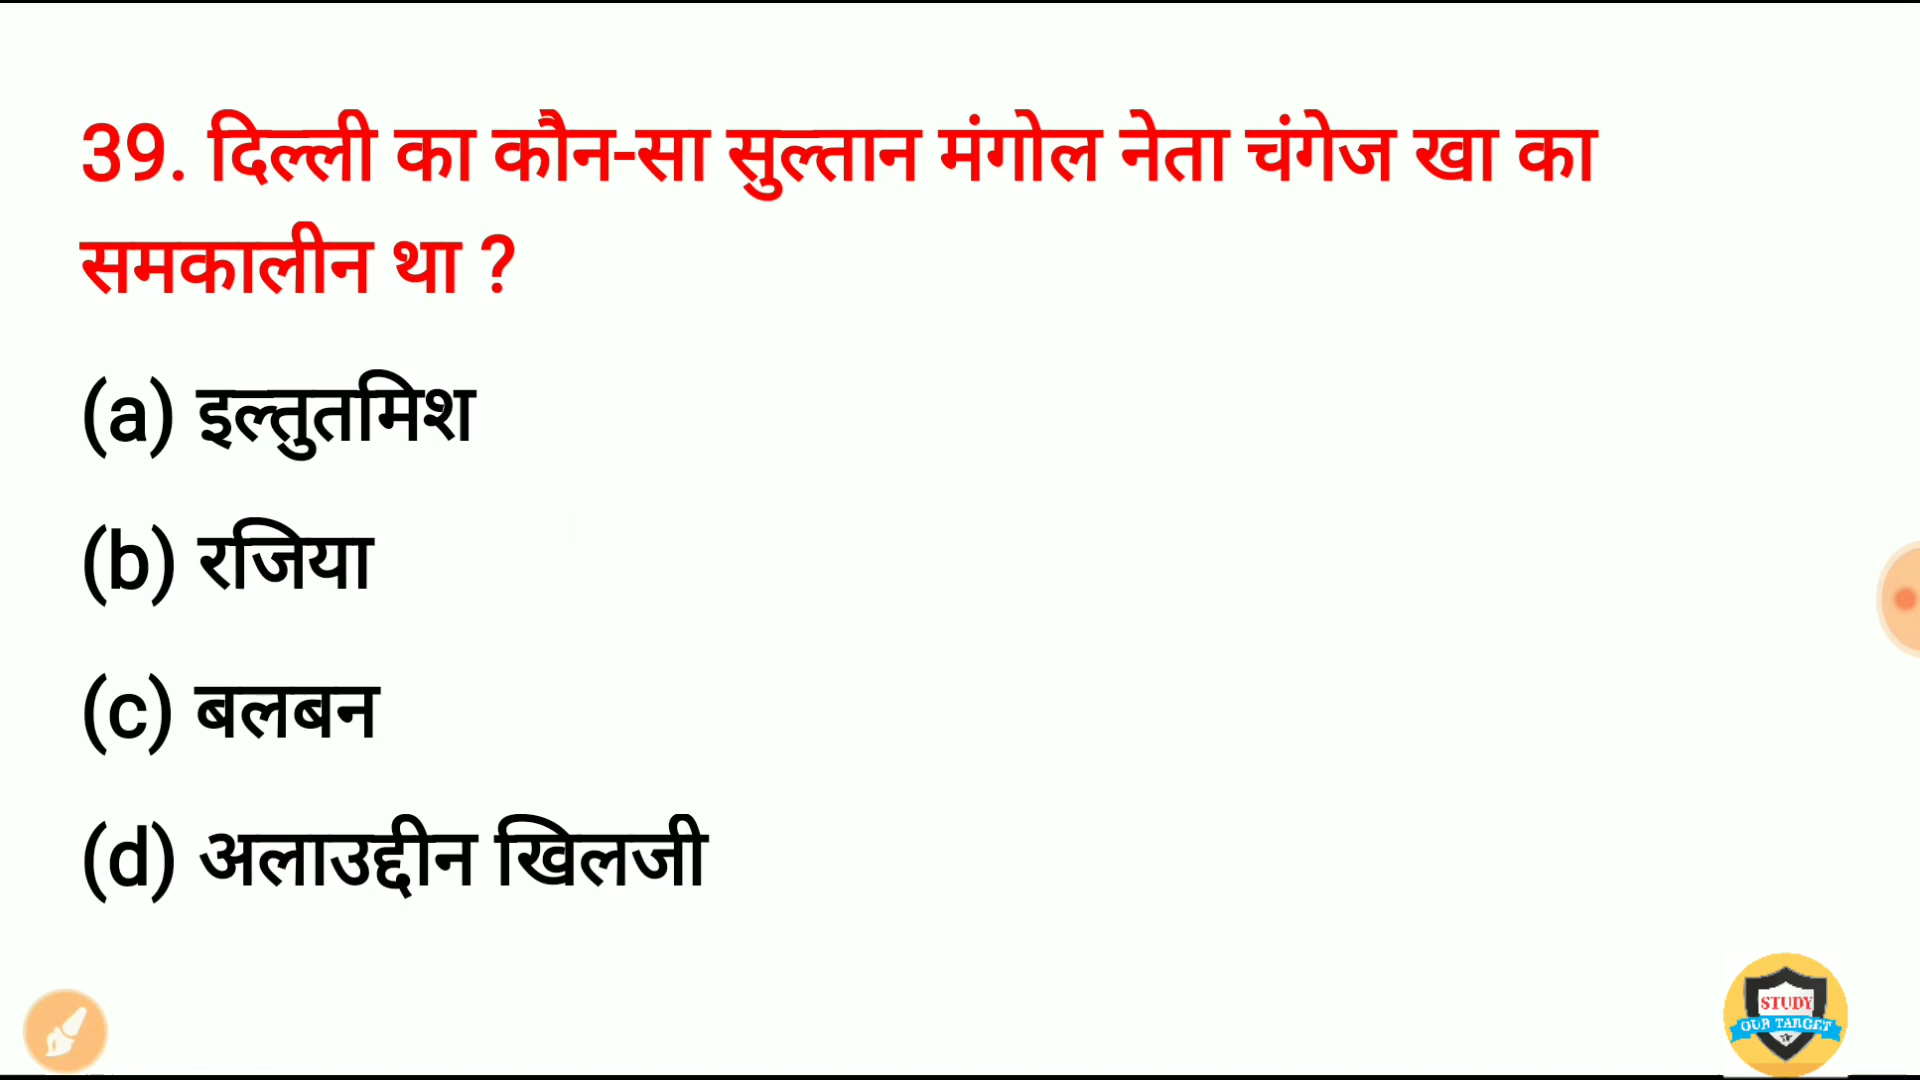 39. दिल्ली का कौन-सा सुल्तान मंगोल नेता चंगेज खा का
समकालीन था ?
(a) इल्तुतमिश
(b) रजिया
(c) बलबन
(d) अलाउद्दीन खिलजी
STUDY
OUR TARGET